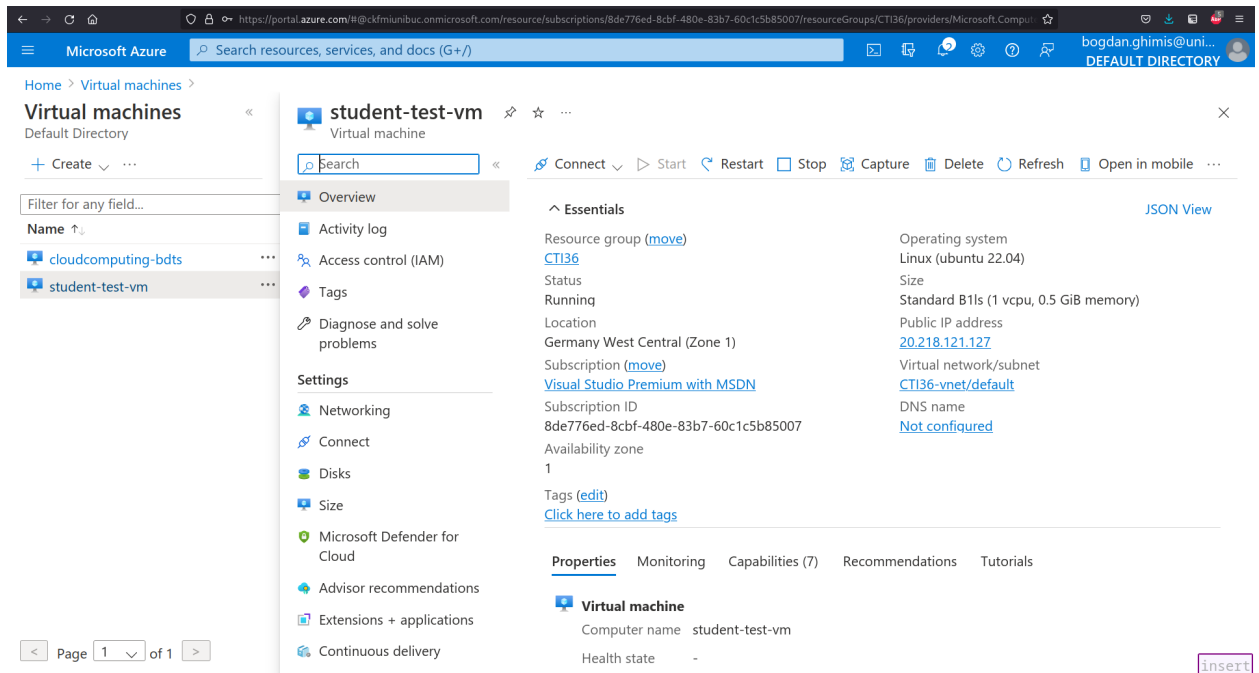 https://portal.azure.com/#@ckfmiunibuc.onmicrosoft.com/resource/subscriptions/8de776ed-8cbf-480e-83b7-60c1c5b85007/resourceGroups/CTI36/providers/Microsoft.Comput
Microsoft Azure
Search resources, services, and docs (G+/)
2
bogdan.ghimis@uni...
DEFAULT DIRECTORY
Home > Virtual machines >
Virtual machines
Default Directory
Create
Filter for any field...
Name
cloudcomputing-bdts
student-test-vm
< Page 1 of 1 >
student-test-vm
Virtual machine
Search
Overview
Activity log
Access control (IAM)
Tags
Diagnose and solve
problems
Settings
Networking
Connect
Disks
Size
Microsoft Defender for
Cloud
Advisor recommendations
Extensions + applications
Continuous delivery
Connect Start Restart Stop Capture Delete Refresh Open in mobile ...
Essentials
JSON View
Resource group (move)
CTI36
Status
Running
Location
Germany West Central (Zone 1)
Subscription (move)
Visual Studio Premium with MSDN
Subscription ID
8de776ed-8cbf-480e-83b7-60c1c5b85007
Availability zone
1
Tags (edit)
Click here to add tags
Operating system
Linux (ubuntu 22.04)
Size
Standard B1ls (1 vcpu, 0.5 GiB memory)
Public IP address
20.218.121.127
Virtual network/subnet
CTI36-vnet/default
DNS name
Not configured
Properties Monitoring Capabilities (7) Recommendations Tutorials
Virtual machine
Computer name student-test-vm
Health state -
insert